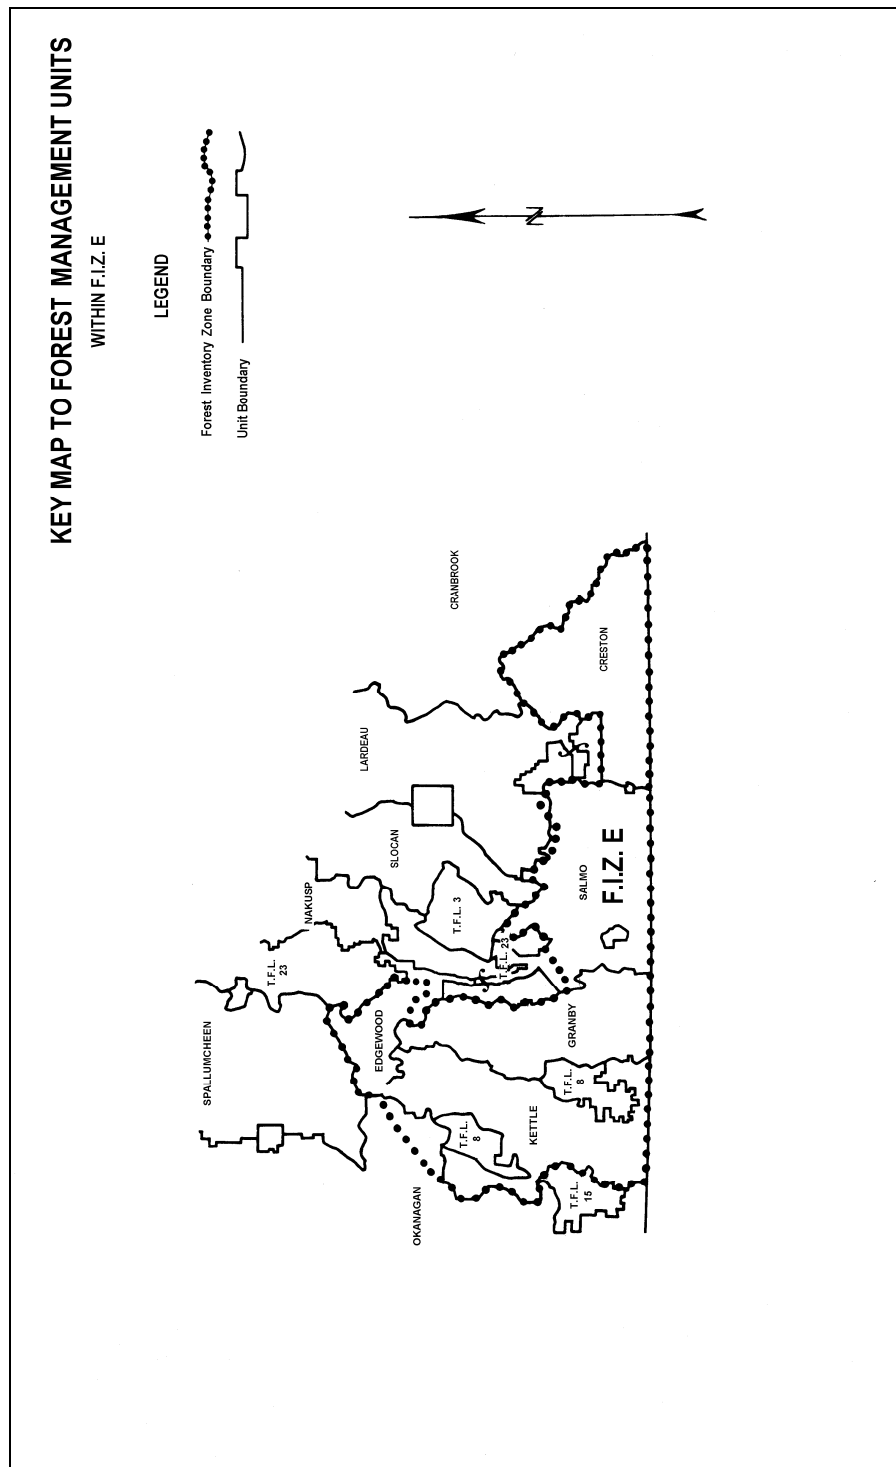 KEY MAP TO FOREST MANAGEMENT UNITS
WITHIN F.I.Z. E
LEGEND
Forest Inventory Zone Boundary
Unit Boundary
N
SPALLUMCHEEN
T.F.L.
23
NAKUSP
LARDEAU
CRANBROOK
SLOCAN
EDGEWOOD
OKANAGAN
T.F.L. 3
T.F.L.
8
T.F.L. 23
KETTLE
GRANBY
SALMO
F.I.Z. E
CRESTON
T.F.L.
8
T.F.L.
15